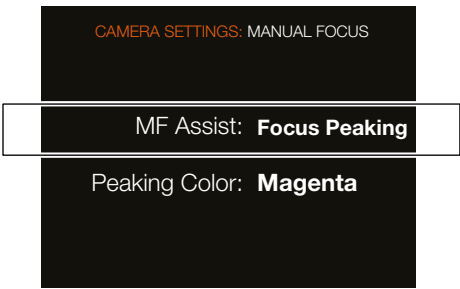 CAMERA SETTINGS: MANUAL FOCUS
MF Assist: Focus Peaking
Peaking Color: Magenta